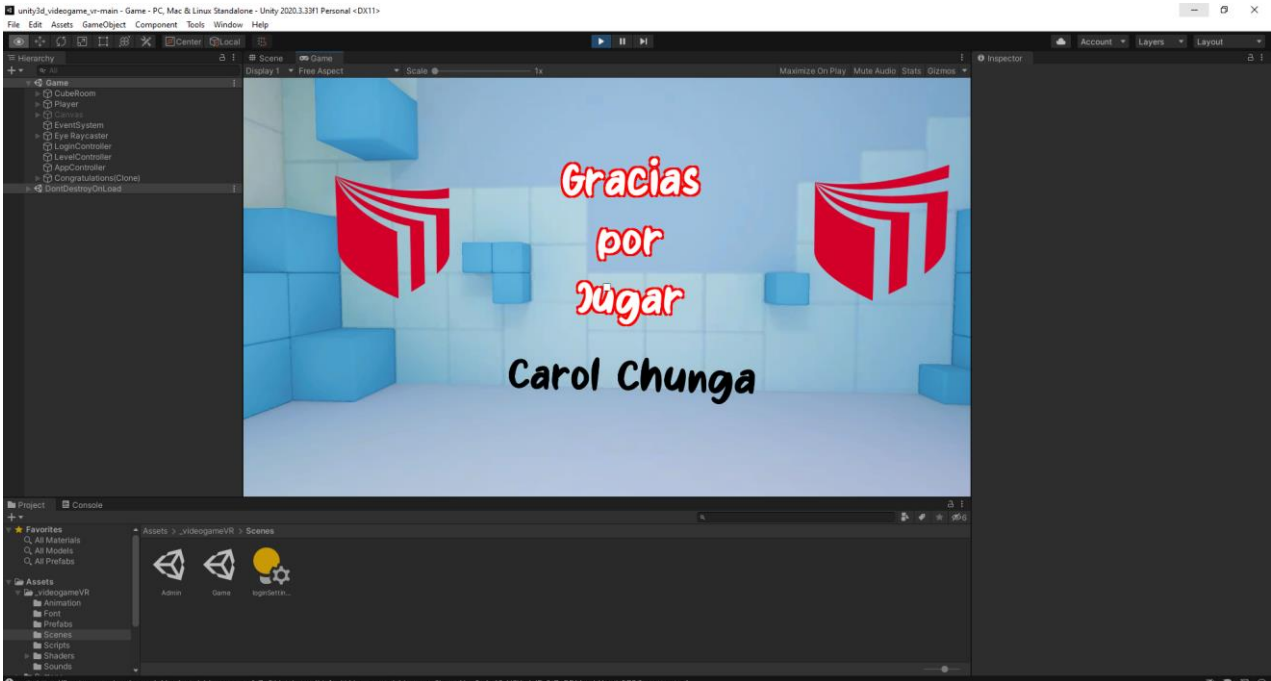 unity3d_videogame_vr-main - Game - PC, Mac & Linux Standalone - Unity 2020.3.33f1 Personal <DX11>
File Edit Assets GameObject Component Tools Window Help
Center Local
Account Layers Layout
Hierarchy
Scene Game
Inspector
All
Display 1 Free Aspect Scale 1x Maximize On Play Mute Audio Stats Gizmos
Game
CubeRoom
Player
Canvas
EventSystem
Eye Raycaster
LoginController
LevelController
AppController
Congratulations(Clone)
DontDestroyOnLoad
Gracias
por
Jugar
Carol Chunga
Project Console
6
Favorites
All Materials
All Models
All Prefabs
Assets > _videogameVR > Scenes
Admin Game loginSettin...
Assets
_videogameVR
Animation
Font
Prefabs
Scenes
Scripts
Shaders
Sounds